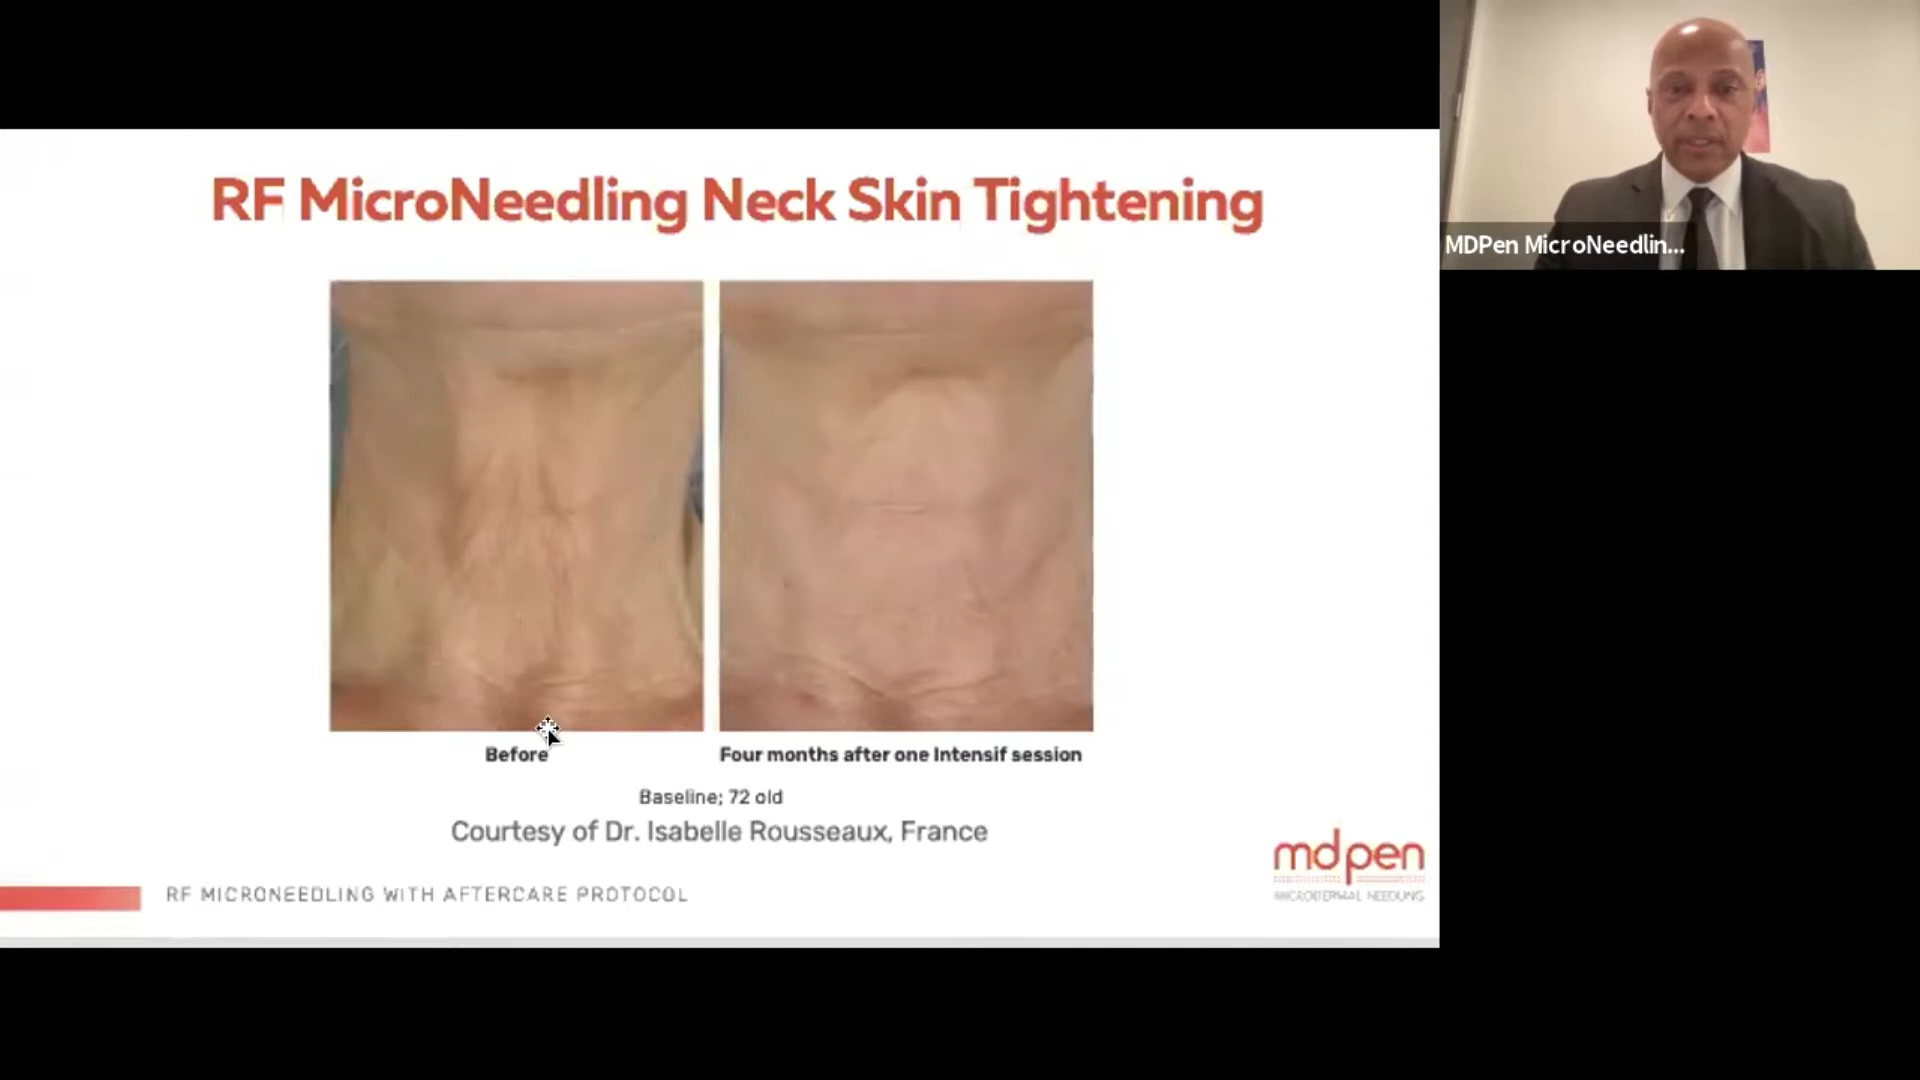 RF MicroNeedling Neck Skin Tightening
MDPen MicroNeedlin...
Before
Four months after one Intensif session
Baseline; 72 old
Courtesy of Dr. Isabelle Rousseaux, France
RF MICRONEEDLING WITH AFTERCARE PROTOCOL
mdpen
MICRODERMAL NEEDLING